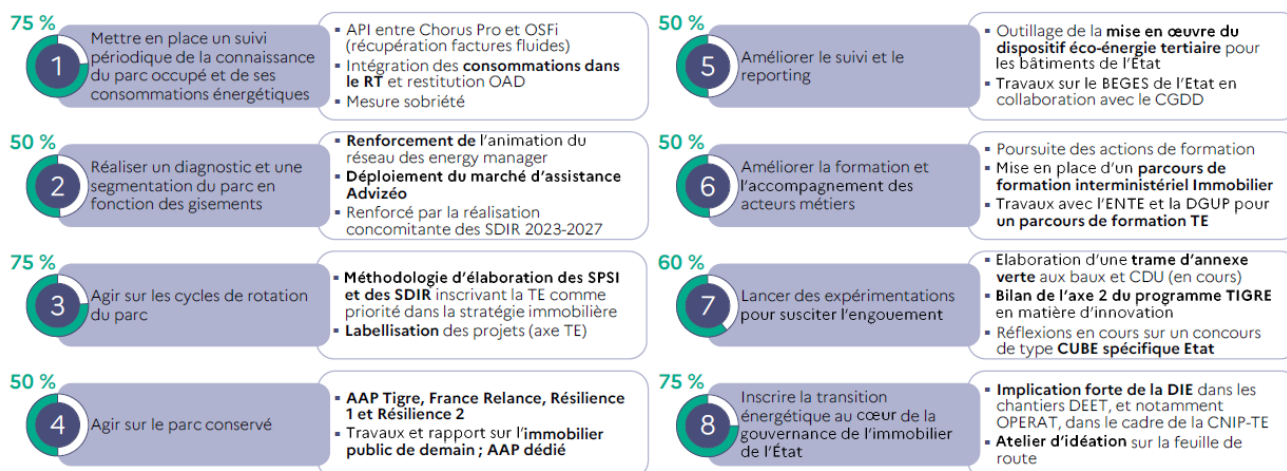 75 %
1
Mettre en place un suivi
périodique de la connaissance
du parc occupé et de ses
consommations énergétiques
▪ API entre Chorus Pro et OSFi
(récupération factures fluides)
▪ Intégration des consommations dans
le RT et restitution OAD
▪ Mesure sobriété
50 %
2
Réaliser un diagnostic et une
segmentation du parc en
fonction des gisements
▪ Renforcement de l'animation du
réseau des energy manager
▪ Déploiement du marché d'assistance
Advizéo
▪ Renforcé par la réalisation
concomitante des SDIR 2023-2027
75 %
3
Agir sur les cycles de rotation
du parc
▪ Méthodologie d'élaboration des SPSI
et des SDIR inscrivant la TE comme
priorité dans la stratégie immobilière
▪ Labellisation des projets (axe TE)
50 %
4
Agir sur le parc conservé
▪ AAP Tigre, France Relance, Résilience
1 et Résilience 2
▪ Travaux et rapport sur l'immobilier
public de demain ; AAP dédié
50 %
5
Améliorer le suivi et le
reporting
▪ Outillage de la mise en œuvre du
dispositif éco-énergie tertiaire pour
les bâtiments de l'État
▪ Travaux sur le BEGES de l'Etat en
collaboration avec le CGDD
50 %
6
Améliorer la formation et
l'accompagnement des
acteurs métiers
▪ Poursuite des actions de formation
▪ Mise en place d'un parcours de
formation interministériel Immobilier
▪ Travaux avec l'ENTE et la DGUP pour
un parcours de formation TE
60 %
7
Lancer des expérimentations
pour susciter l'engouement
▪ Elaboration d'une trame d'annexe
verte aux baux et CDU (en cours)
▪ Bilan de l'axe 2 du programme TIGRE
en matière d'innovation
▪ Réflexions en cours sur un concours
de type CUBE spécifique Etat
75 %
8
Inscrire la transition
énergétique au cœur de la
gouvernance de l'immobilier
de l'État
▪ Implication forte de la DIE dans les
chantiers DEET, et notamment
OPERAT, dans le cadre de la CNIP-TE
▪ Atelier d'idéation sur la feuille de
route